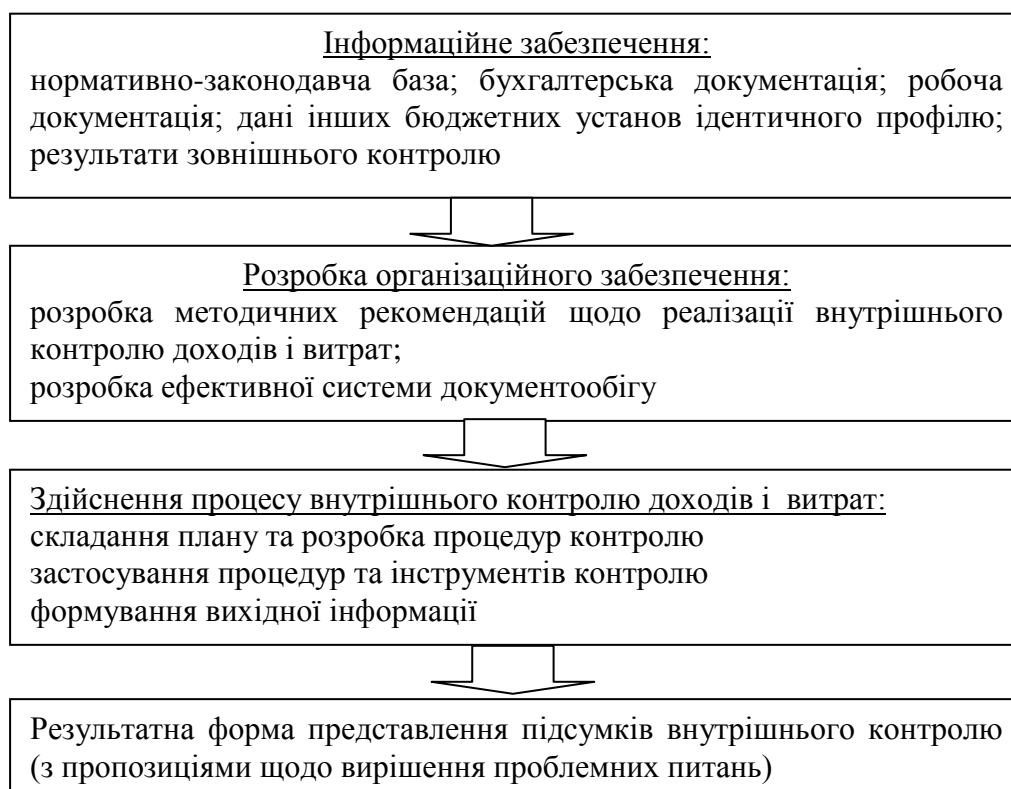 Інформаційне забезпечення:
нормативно-законодавча база; бухгалтерська документація; робоча
документація; дані інших бюджетних установ ідентичного профілю;
результати зовнішнього контролю
Розробка організаційного забезпечення:
розробка методичних рекомендацій щодо реалізації внутрішнього
контролю доходів і витрат;
розробка ефективної системи документообігу
Здійснення процесу внутрішнього контролю доходів і витрат:
складання плану та розробка процедур контролю
застосування процедур та інструментів контролю
формування вихідної інформації
Результатна форма представлення підсумків внутрішнього контролю
(з пропозиціями щодо вирішення проблемних питань)